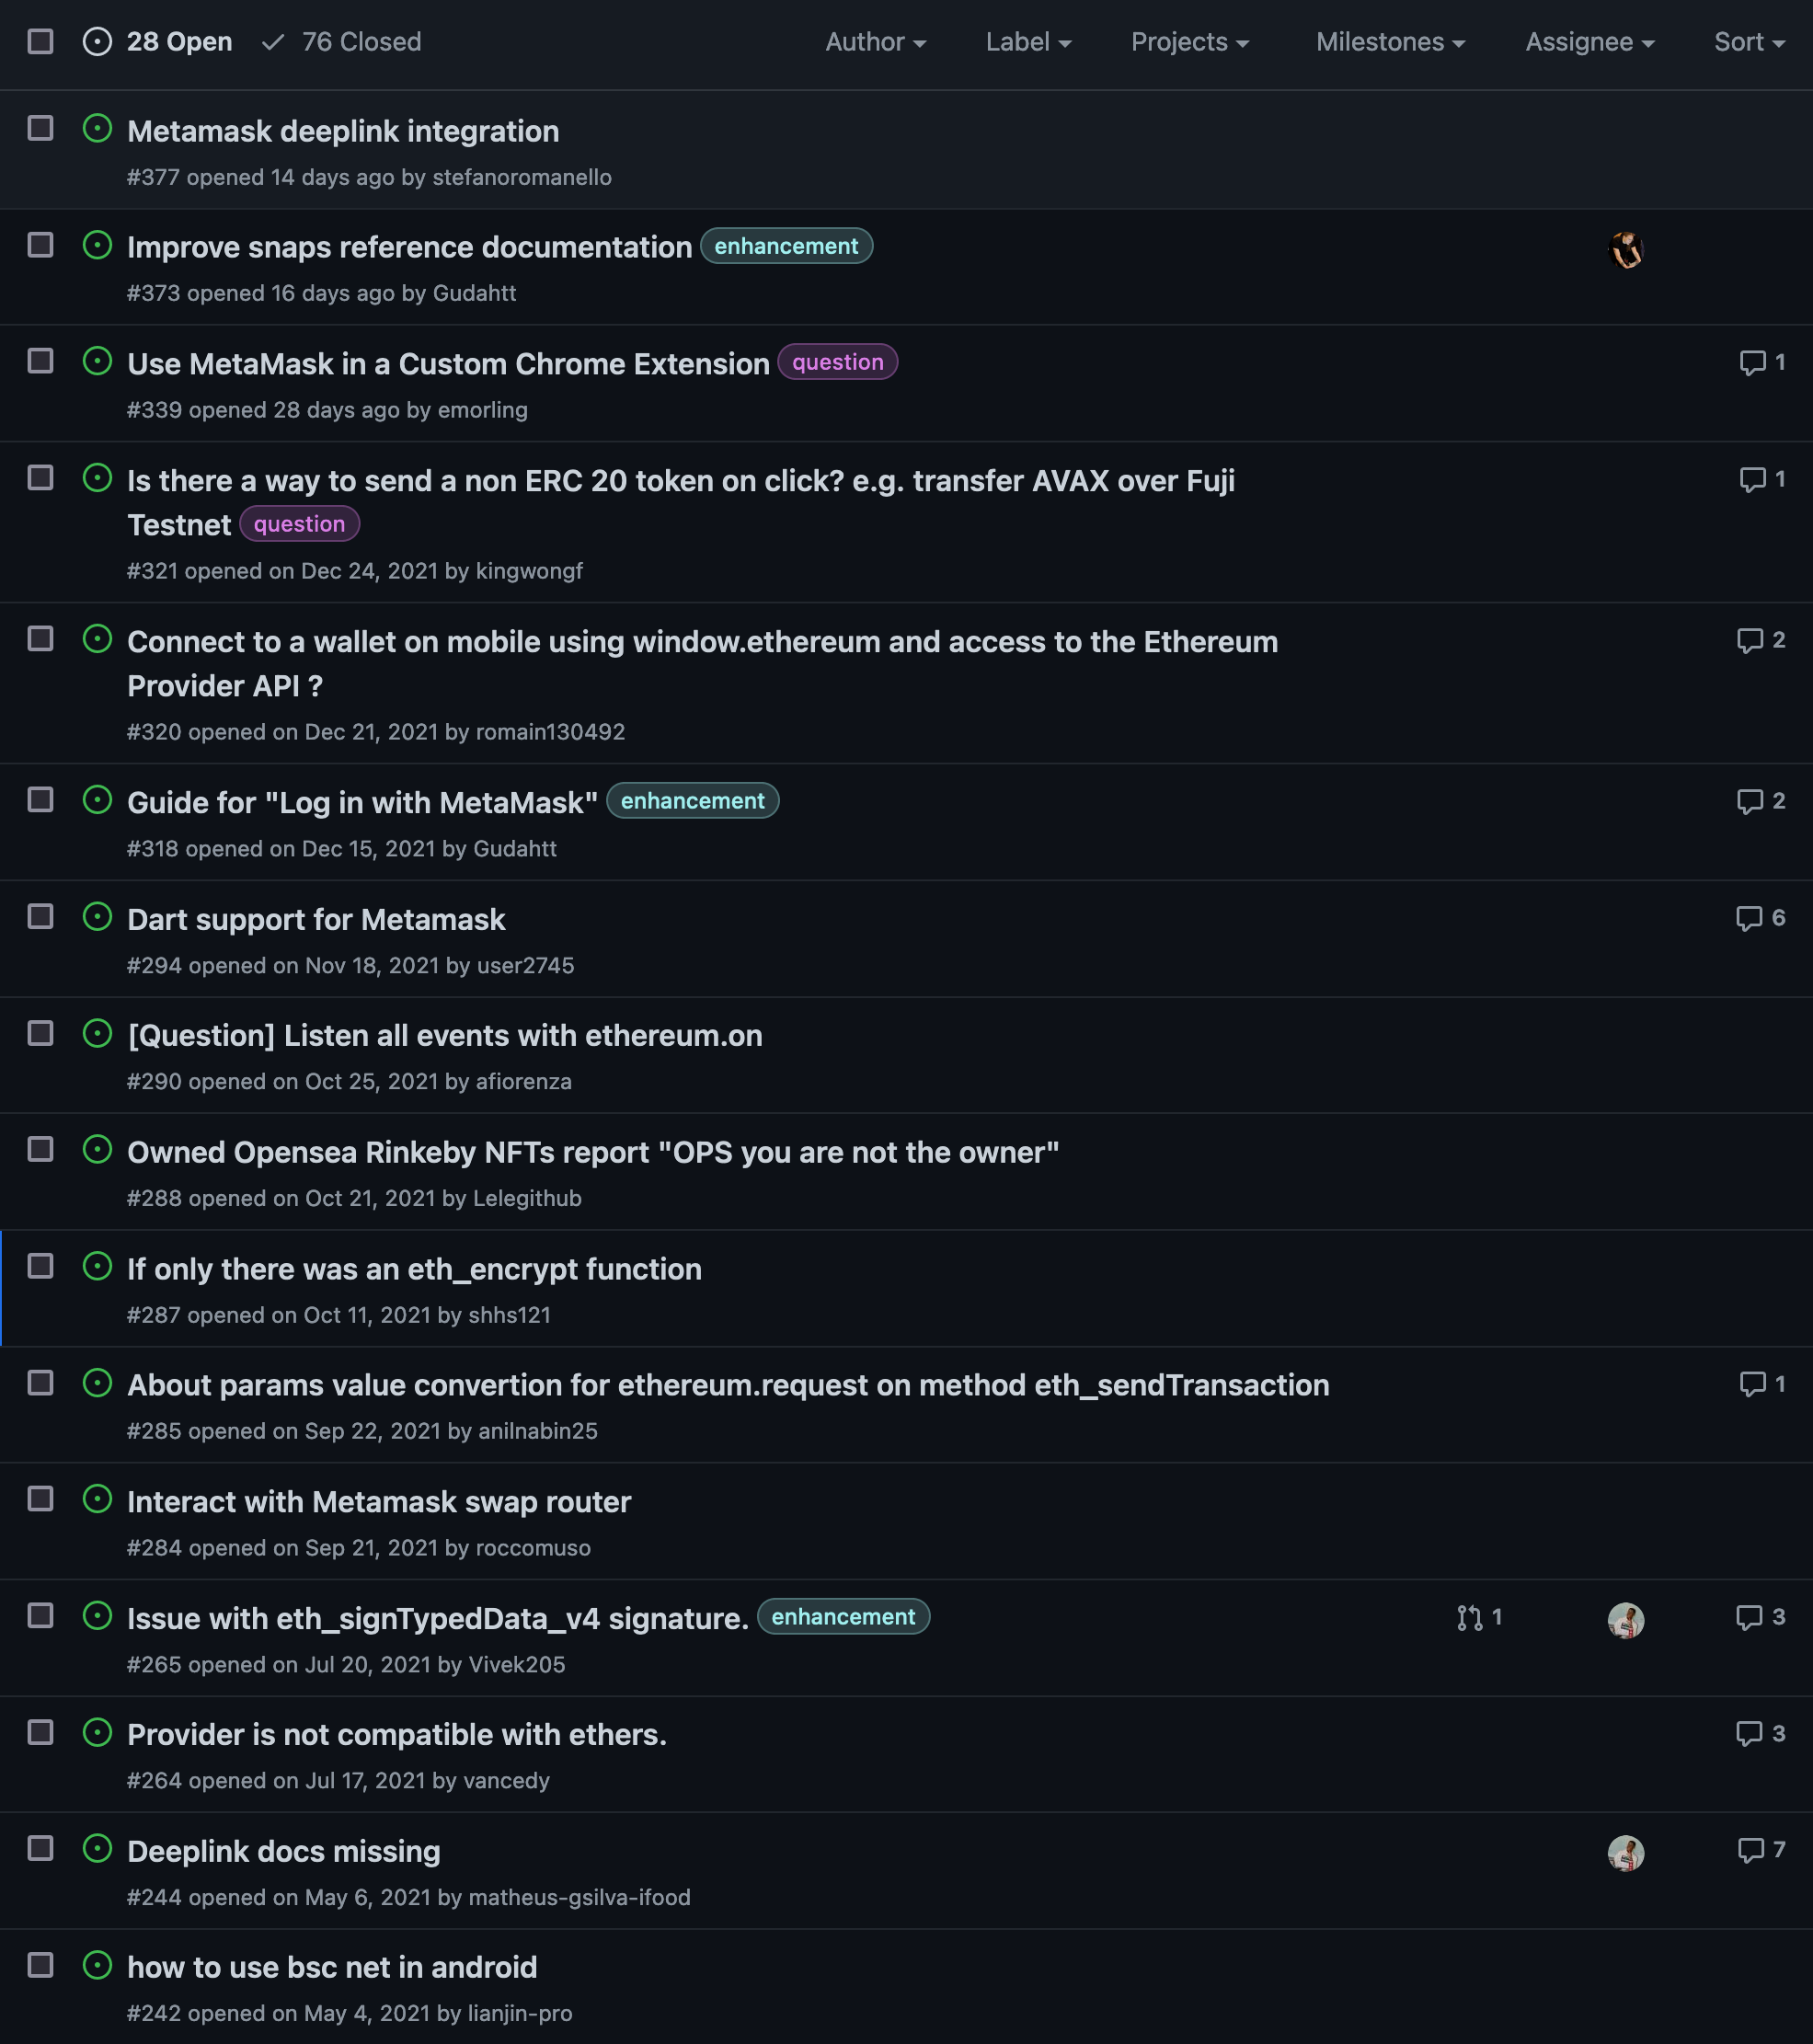 28 Open 76 Closed Author Label Projects Milestones Assignee Sort
Metamask deeplink integration
#377 opened 14 days ago by stefanoromanello
Improve snaps reference documentation enhancement
#373 opened 16 days ago by Gudahtt
Use MetaMask in a Custom Chrome Extension question 1
#339 opened 28 days ago by emorling
Is there a way to send a non ERC 20 token on click? e.g. transfer AVAX over Fuji 1
Testnet question
#321 opened on Dec 24, 2021 by kingwongf
Connect to a wallet on mobile using window.ethereum and access to the Ethereum 2
Provider API ?
#320 opened on Dec 21, 2021 by romain130492
Guide for "Log in with MetaMask" enhancement 2
#318 opened on Dec 15, 2021 by Gudahtt
Dart support for Metamask 6
#294 opened on Nov 18, 2021 by user2745
[Question] Listen all events with ethereum.on
#290 opened on Oct 25, 2021 by afiorenza
Owned Opensea Rinkeby NFTs report "OPS you are not the owner"
#288 opened on Oct 21, 2021 by Lelegithub
If only there was an eth_encrypt function
#287 opened on Oct 11, 2021 by shhs121
About params value convertion for ethereum.request on method eth_sendTransaction 1
#285 opened on Sep 22, 2021 by anilnabin25
Interact with Metamask swap router
#284 opened on Sep 21, 2021 by roccomuso
Issue with eth_signTypedData_v4 signature. enhancement 1 3
#265 opened on Jul 20, 2021 by Vivek205
Provider is not compatible with ethers. 3
#264 opened on Jul 17, 2021 by vancedy
Deeplink docs missing 7
#244 opened on May 6, 2021 by matheus-gsilva-ifood
how to use bsc net in android
#242 opened on May 4, 2021 by lianjin-pro